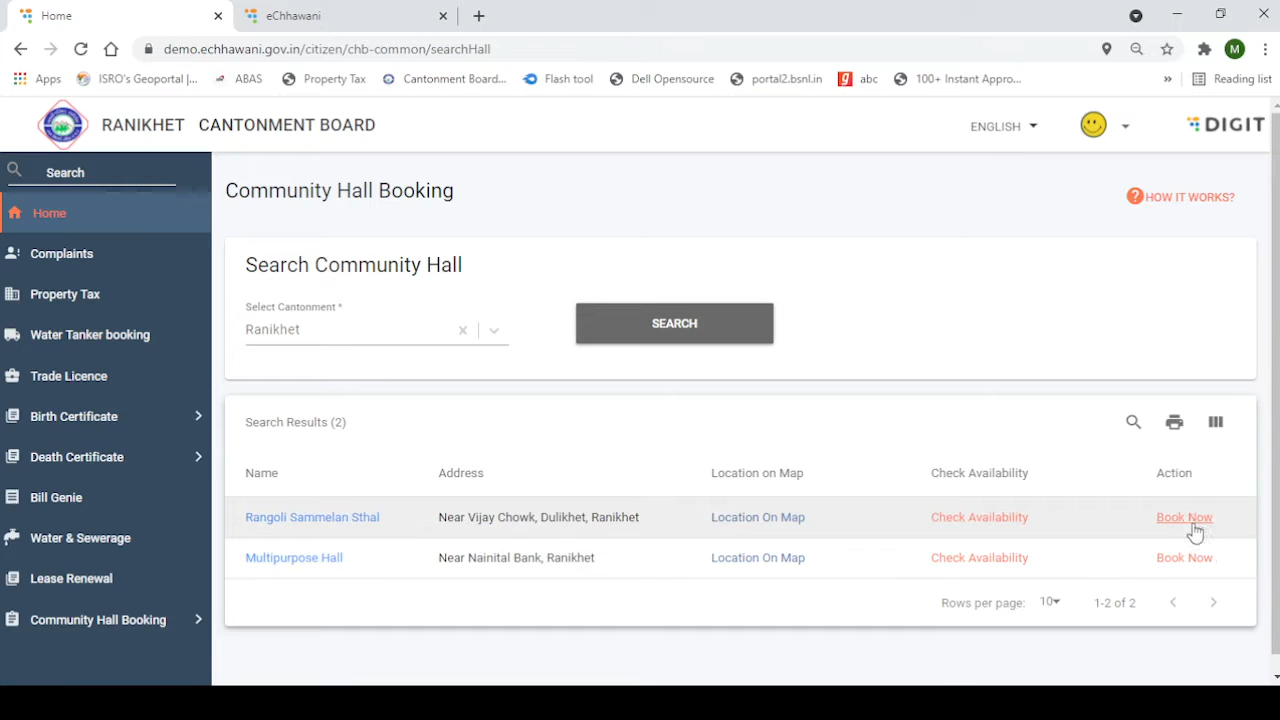 Home
eChhawani
demo.echhawani.gov.in/citizen/chb-common/searchHall
M
Apps
ISRO's Geoportal |...
ABAS
Property Tax
Cantonment Board...
Flash tool
Dell Opensource
portal2.bsnl.in
abc
100+ Instant Appro...
»
Reading list
RANIKHET CANTONMENT BOARD
ENGLISH
DIGIT
Search
Home
Complaints
Property Tax
Water Tanker booking
Trade Licence
Birth Certificate
Death Certificate
Bill Genie
Water & Sewerage
Lease Renewal
Community Hall Booking
Community Hall Booking
? HOW IT WORKS?
Search Community Hall
Select Cantonment *
Ranikhet
SEARCH
Search Results (2)
Name Address Location on Map Check Availability Action
Rangoli Sammelan Sthal Near Vijay Chowk, Dulikhet, Ranikhet Location On Map Check Availability Book Now
Multipurpose Hall Near Nainital Bank, Ranikhet Location On Map Check Availability Book Now
Rows per page: 10 1-2 of 2